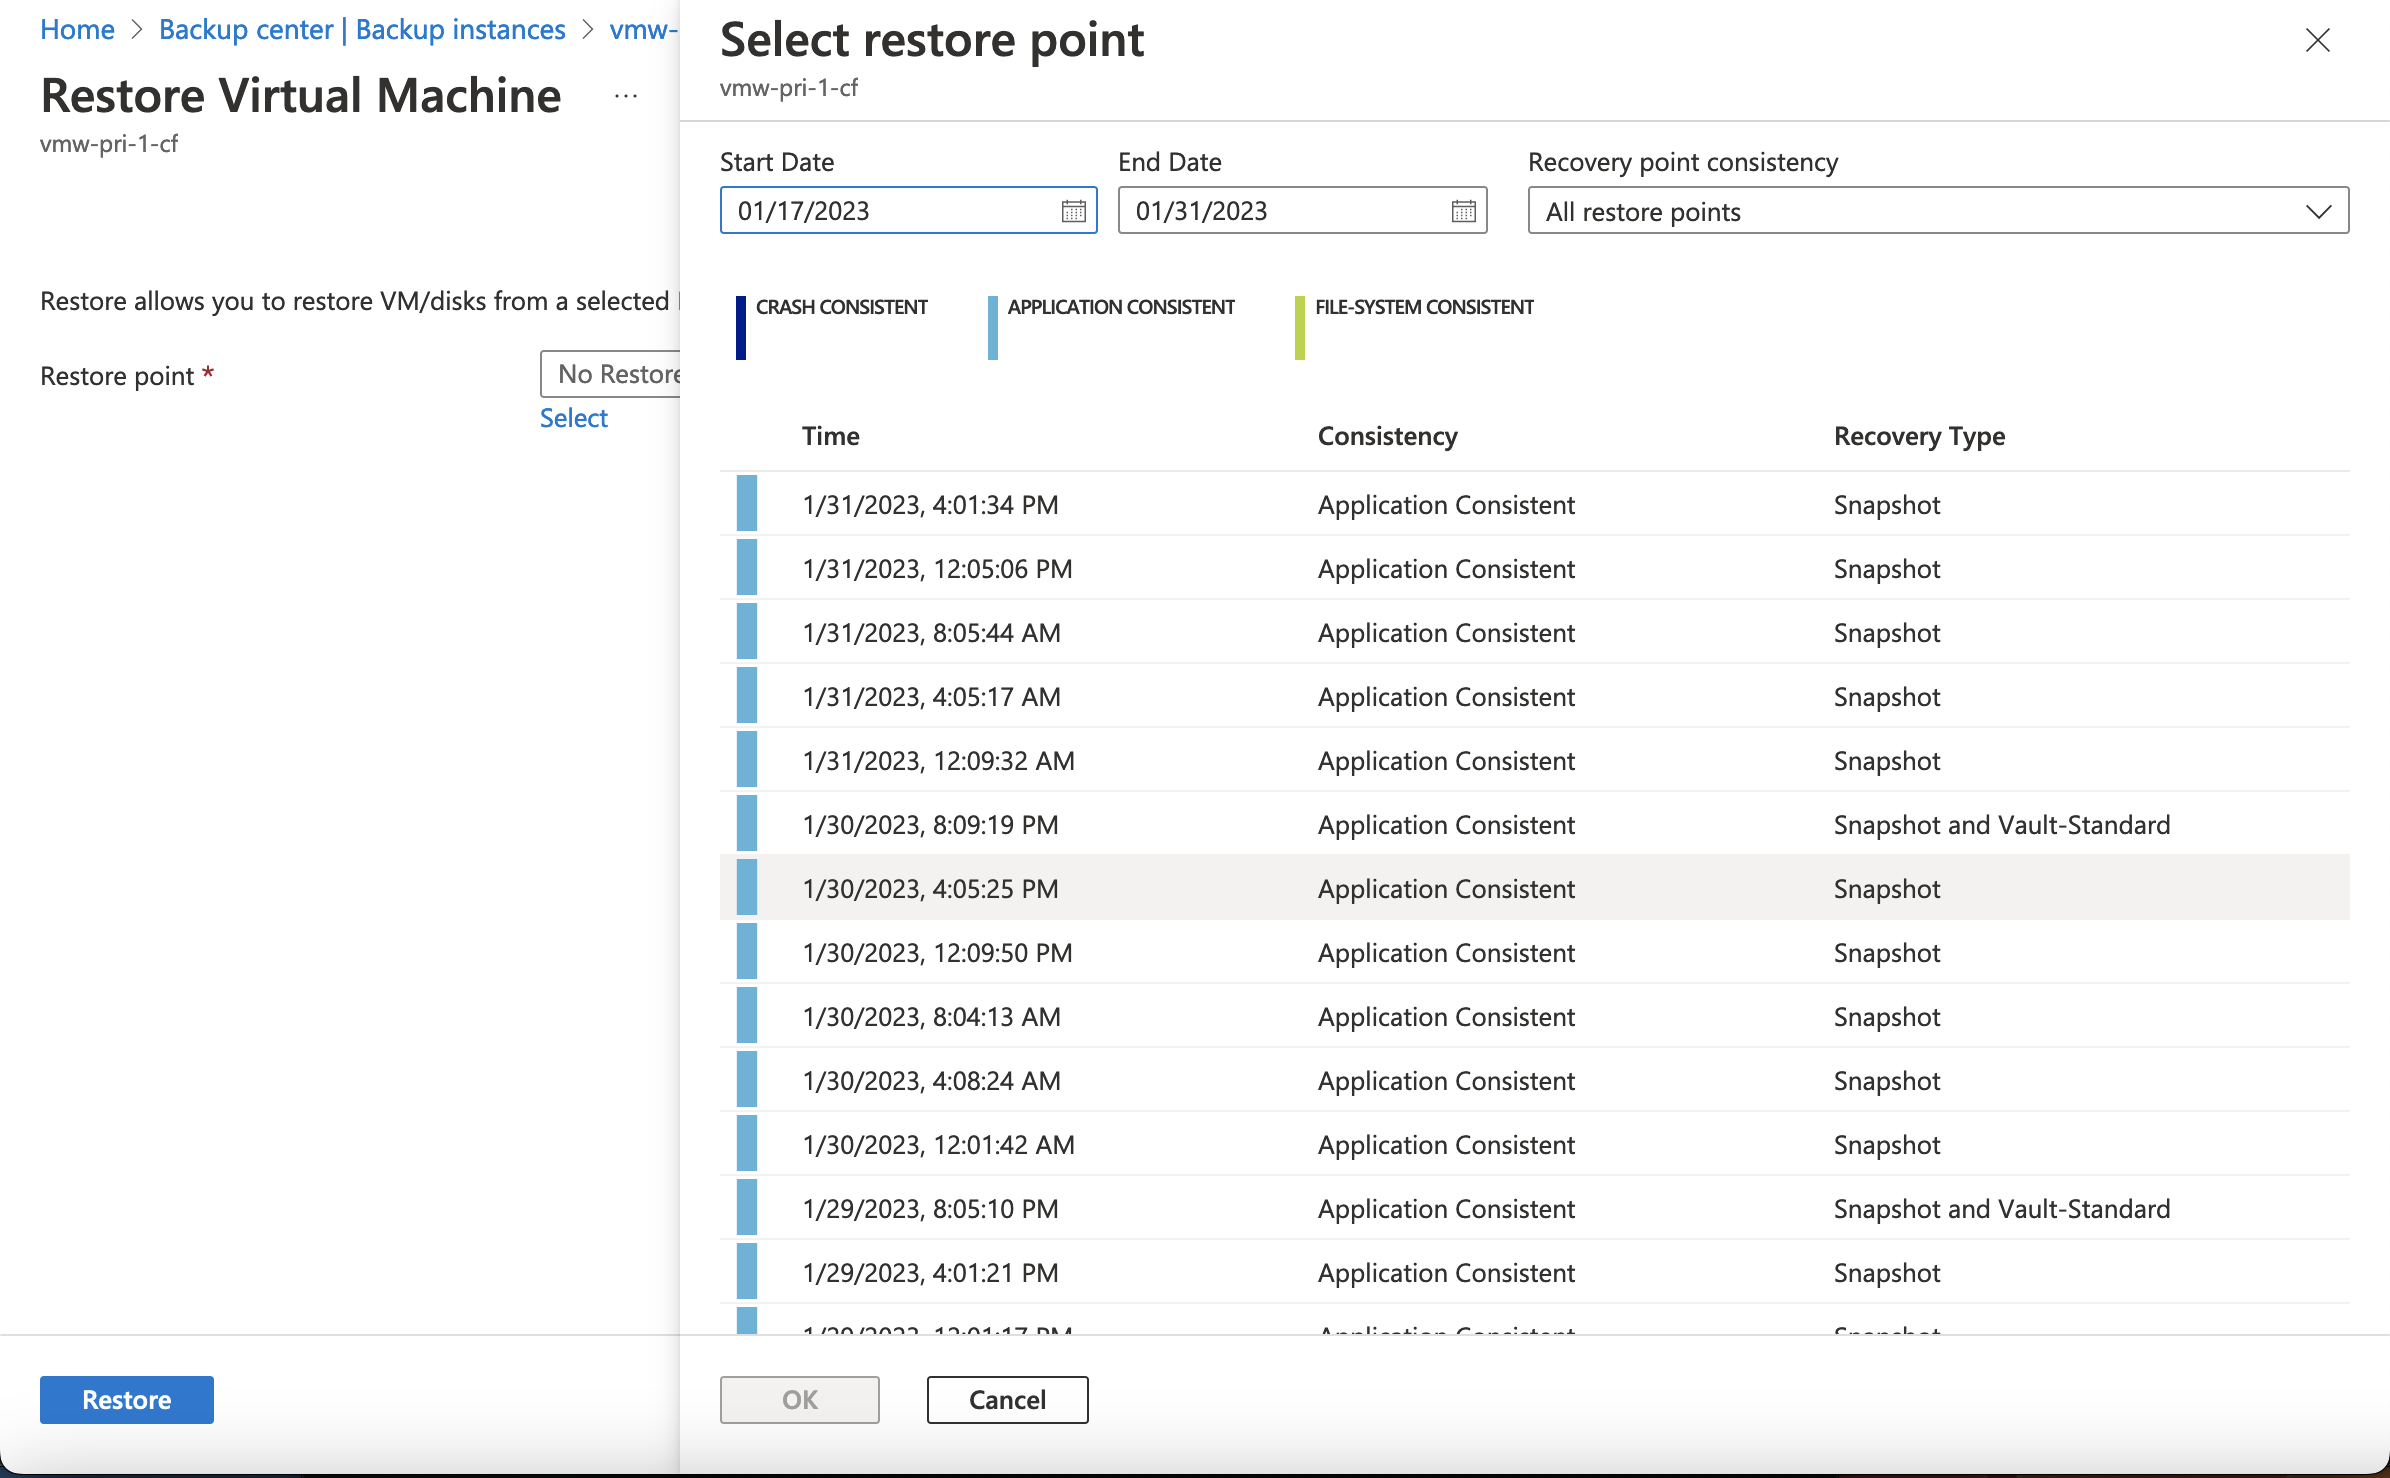 Home > Backup center | Backup instances > vmw-
Restore Virtual Machine ...
vmw-pri-1-cf
Restore allows you to restore VM/disks from a selected
Restore point *
No Restore
Select
Restore
Select restore point
vmw-pri-1-cf
Start Date End Date Recovery point consistency
01/17/2023 01/31/2023 All restore points
CRASH CONSISTENT APPLICATION CONSISTENT FILE-SYSTEM CONSISTENT
Time Consistency Recovery Type
1/31/2023, 4:01:34 PM Application Consistent Snapshot
1/31/2023, 12:05:06 PM Application Consistent Snapshot
1/31/2023, 8:05:44 AM Application Consistent Snapshot
1/31/2023, 4:05:17 AM Application Consistent Snapshot
1/31/2023, 12:09:32 AM Application Consistent Snapshot
1/30/2023, 8:09:19 PM Application Consistent Snapshot and Vault-Standard
1/30/2023, 4:05:25 PM Application Consistent Snapshot
1/30/2023, 12:09:50 PM Application Consistent Snapshot
1/30/2023, 8:04:13 AM Application Consistent Snapshot
1/30/2023, 4:08:24 AM Application Consistent Snapshot
1/30/2023, 12:01:42 AM Application Consistent Snapshot
1/29/2023, 8:05:10 PM Application Consistent Snapshot and Vault-Standard
1/29/2023, 4:01:21 PM Application Consistent Snapshot
1/29/2023, 12:01:17 PM Application Consistent Snapshot
OK Cancel